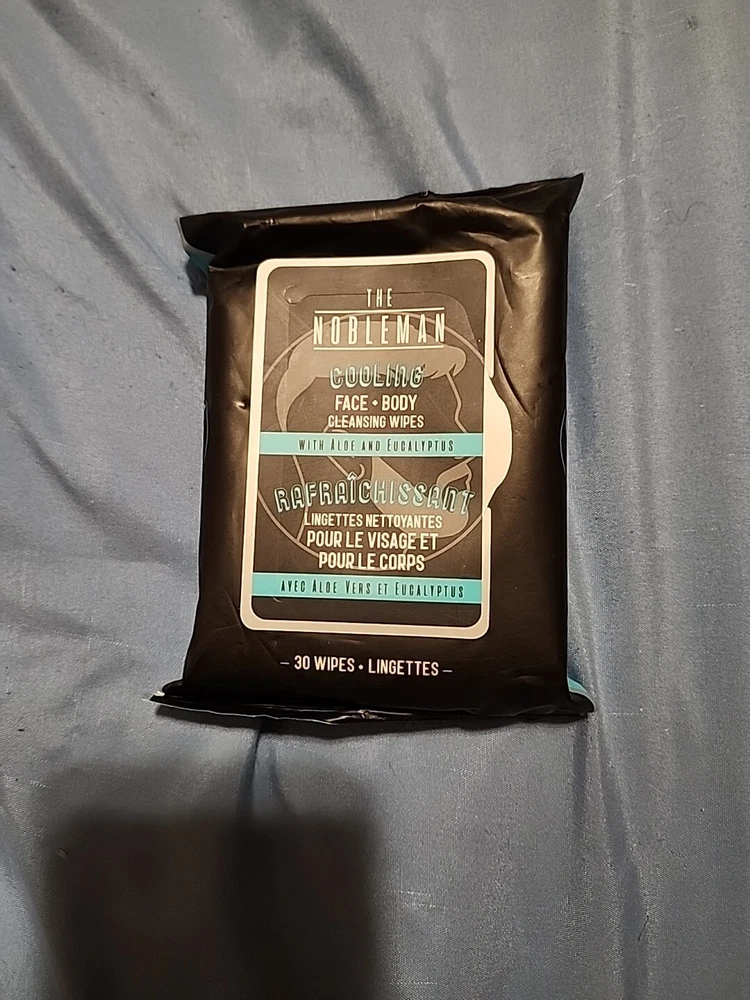 THE
NOBLEMAN
COOLING
FACE • BODY
CLEANSING WIPES
WITH ALOE AND EUCALYPTUS
RAFRAÎCHISSANT
LINGETTES NETTOYANTES
POUR LE VISAGE ET
POUR LE CORPS
AVEC ALOE VERS ET EUCALYPTUS
– 30 WIPES • LINGETTES –